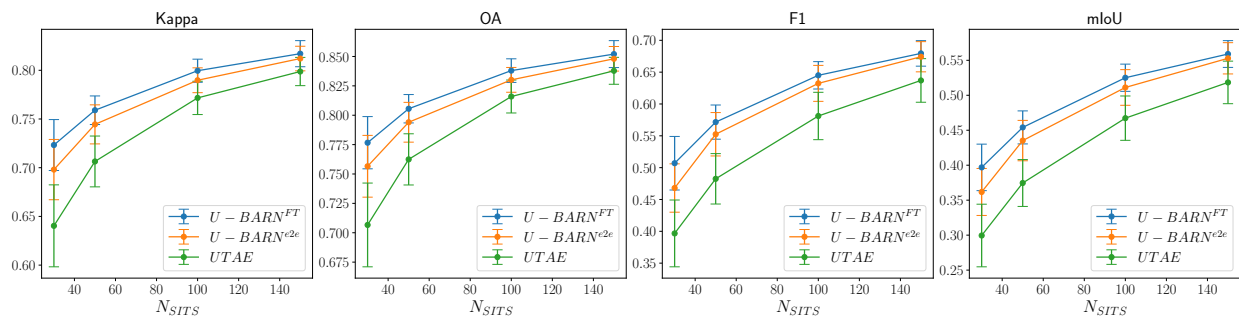 Kappa
0.80
0.75
0.70
0.65
0.60
40 60 80 100 120 140
N_SITS
U − BARN^FT
U − BARN^e2e
UTAE
OA
0.850
0.825
0.800
0.775
0.750
0.725
0.700
0.675
40 60 80 100 120 140
N_SITS
U − BARN^FT
U − BARN^e2e
UTAE
F1
0.70
0.65
0.60
0.55
0.50
0.45
0.40
0.35
40 60 80 100 120 140
N_SITS
U − BARN^FT
U − BARN^e2e
UTAE
mIoU
0.55
0.50
0.45
0.40
0.35
0.30
0.25
40 60 80 100 120 140
N_SITS
U − BARN^FT
U − BARN^e2e
UTAE